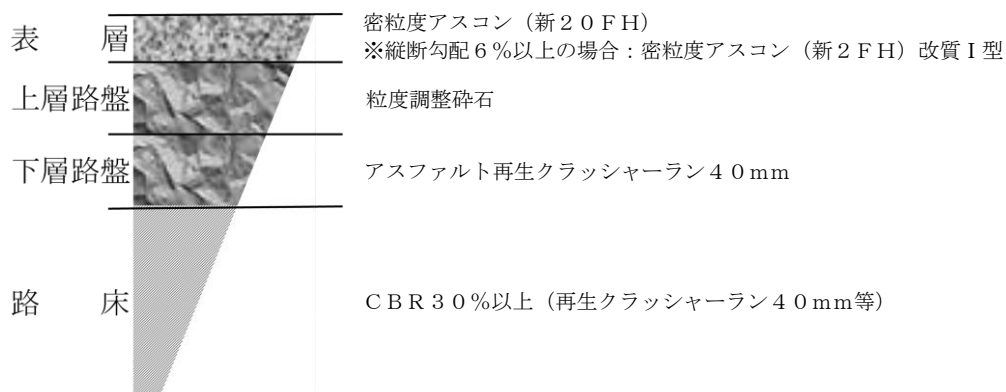 表　　層
密粒度アスコン（新２０ＦＨ）
※縦断勾配６％以上の場合：密粒度アスコン（新２ＦＨ）改質Ⅰ型
上層路盤
粒度調整砕石
下層路盤
アスファルト再生クラッシャーラン４０mm
路　　床
ＣＢＲ３０％以上（再生クラッシャーラン４０mm等）